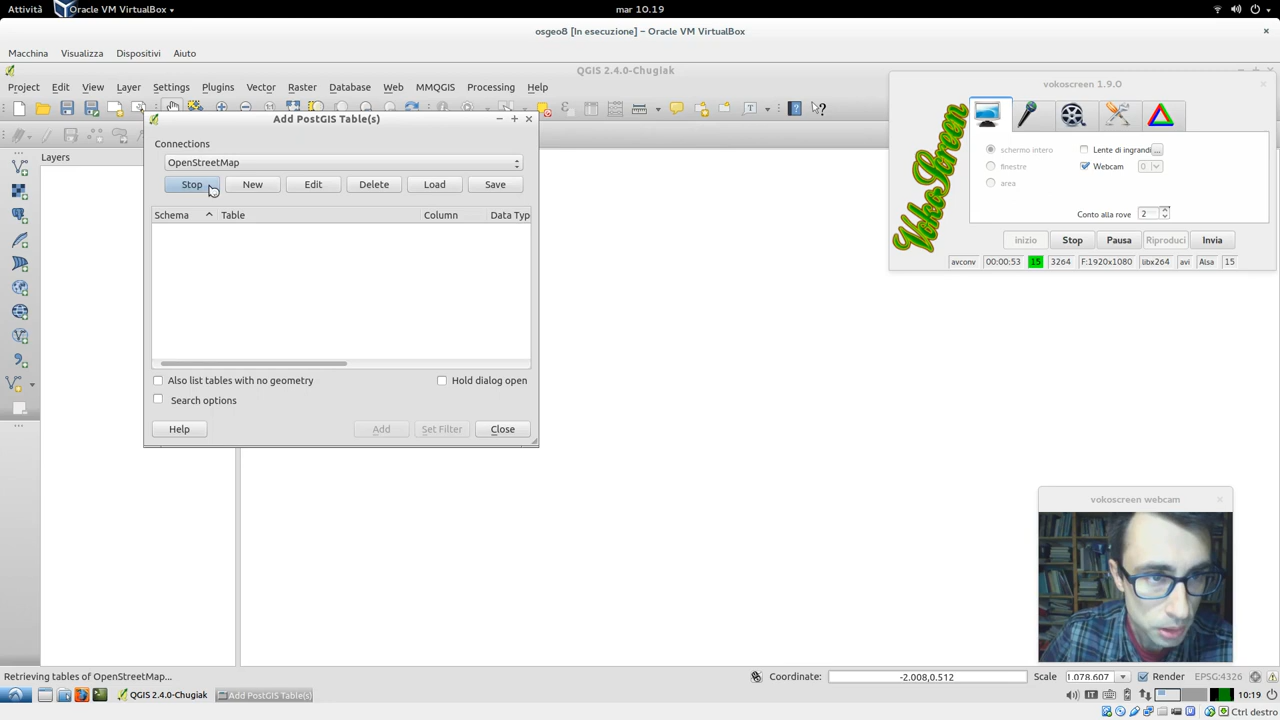 Attività
Oracle VM VirtualBox
mar 10.19
osgeo8 [In esecuzione] – Oracle VM VirtualBox
Macchina Visualizza Dispositivi Aiuto
QGIS 2.4.0-Chugiak
Project Edit View Layer Settings Plugins Vector Raster Database Web MMQGIS Processing Help
vokoscreen 1.9.0
Add PostGIS Table(s)
Layers
Connections
OpenStreetMap
Stop New Edit Delete Load Save
Schema Table Column Data Typ
VokoScreen
schermo intero
finestre
area
Lente di ingrandi ...
Webcam 0
Conto alla rove 2
inizio Stop Pausa Riproduci Invia
avconv 00:00:53 15 3264 F:1920x1080 libx264 avi Alsa 15
Also list tables with no geometry
Hold dialog open
Search options
Help Add Set Filter Close
vokoscreen webcam
Retrieving tables of OpenStreetMap...
Coordinate: -2.008,0.512 Scale 1.078.607 Render EPSG:4326
QGIS 2.4.0-Chugiak
Add PostGIS Table(s)
IT
10:19
Ctrl destro